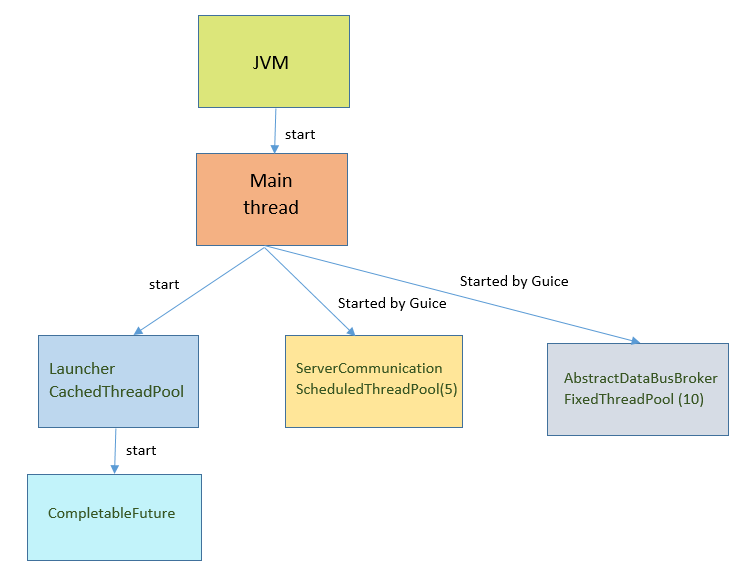 JVM
start
Main
thread
start
Started by Guice
Started by Guice
Launcher
CachedThreadPool
ServerCommunication
ScheduledThreadPool(5)
AbstractDataBusBroker
FixedThreadPool (10)
start
CompletableFuture